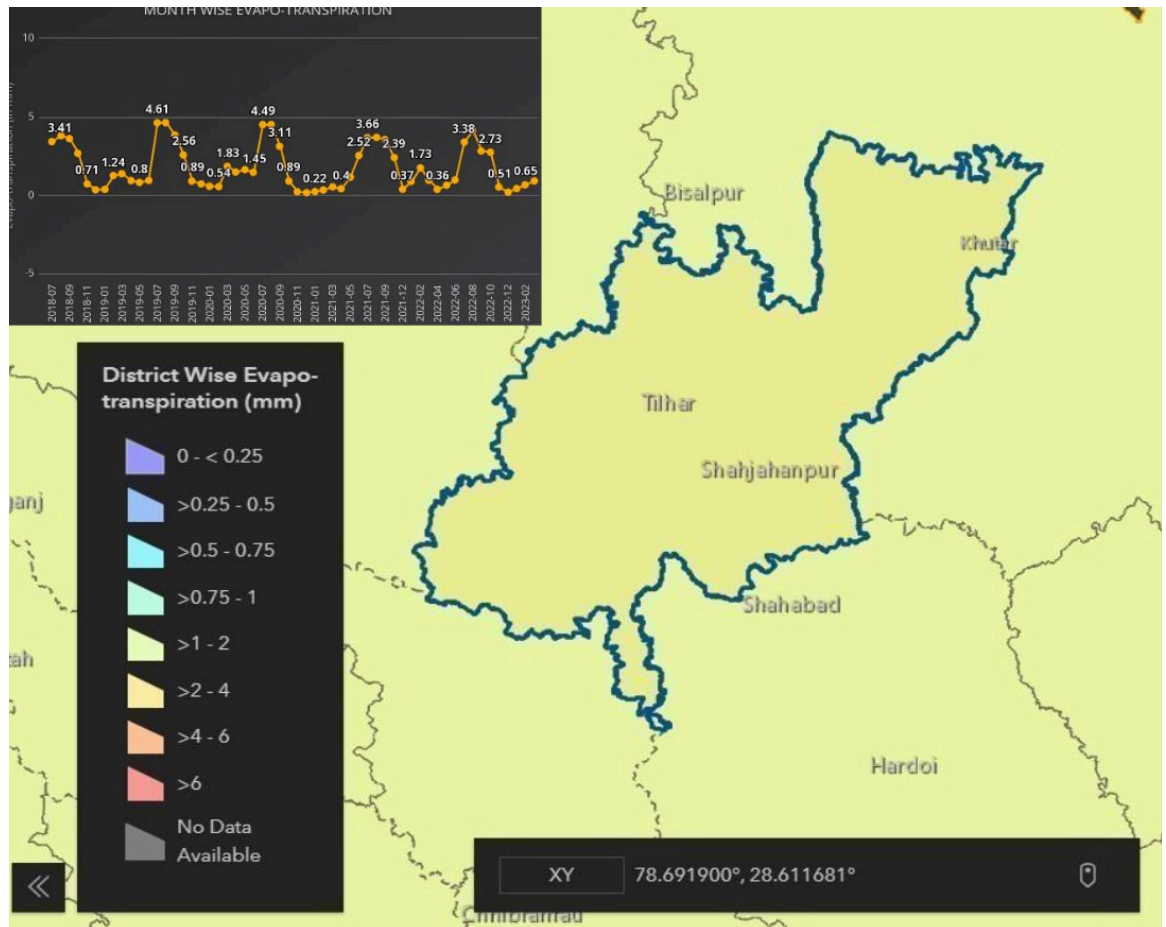 MONTH WISE EVAPO-TRANSPIRATION
10
5
0
-5
3.41
0.71
1.24
0.8
4.61
2.56
0.89
0.54
1.83
1.45
4.49
3.11
0.89
0.22
0.4
2.52
3.66
2.39
0.37
1.73
0.36
3.38
2.73
0.51
0.65
2018-07
2018-09
2018-11
2019-01
2019-03
2019-05
2019-07
2019-09
2019-11
2020-01
2020-03
2020-05
2020-07
2020-09
2020-11
2021-01
2021-03
2021-05
2021-07
2021-09
2021-12
2022-02
2022-04
2022-06
2022-08
2022-10
2022-12
2023-02
Bisalpur
Khutar
Tilhar
Shahjahanpur
Shahabad
Hardoi
ganj
District Wise Evapo-
transpiration (mm)
0 - < 0.25
>0.25 - 0.5
>0.5 - 0.75
>0.75 - 1
>1 - 2
>2 - 4
>4 - 6
>6
No Data
Available
XY 78.691900°, 28.611681°